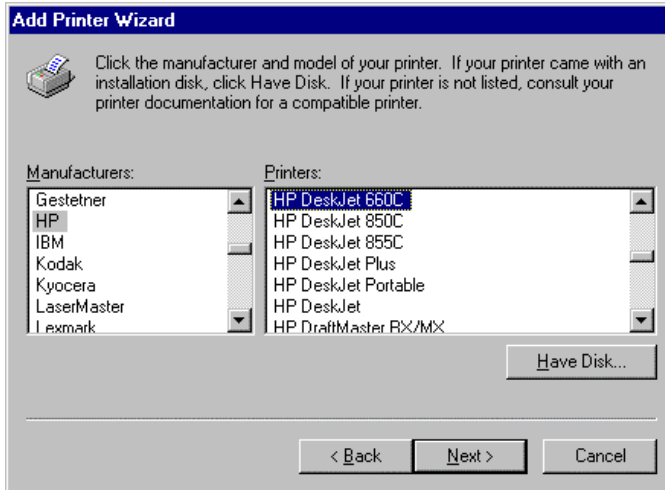 Add Printer Wizard
Click the manufacturer and model of your printer. If your printer came with an
installation disk, click Have Disk. If your printer is not listed, consult your
printer documentation for a compatible printer.
Manufacturers:
Gestetner
HP
IBM
Kodak
Kyocera
LaserMaster
Lexmark
Printers:
HP DeskJet 660C
HP DeskJet 850C
HP DeskJet 855C
HP DeskJet Plus
HP DeskJet Portable
HP DeskJet
HP DraftMaster RX/MX
Have Disk...
< Back
Next >
Cancel